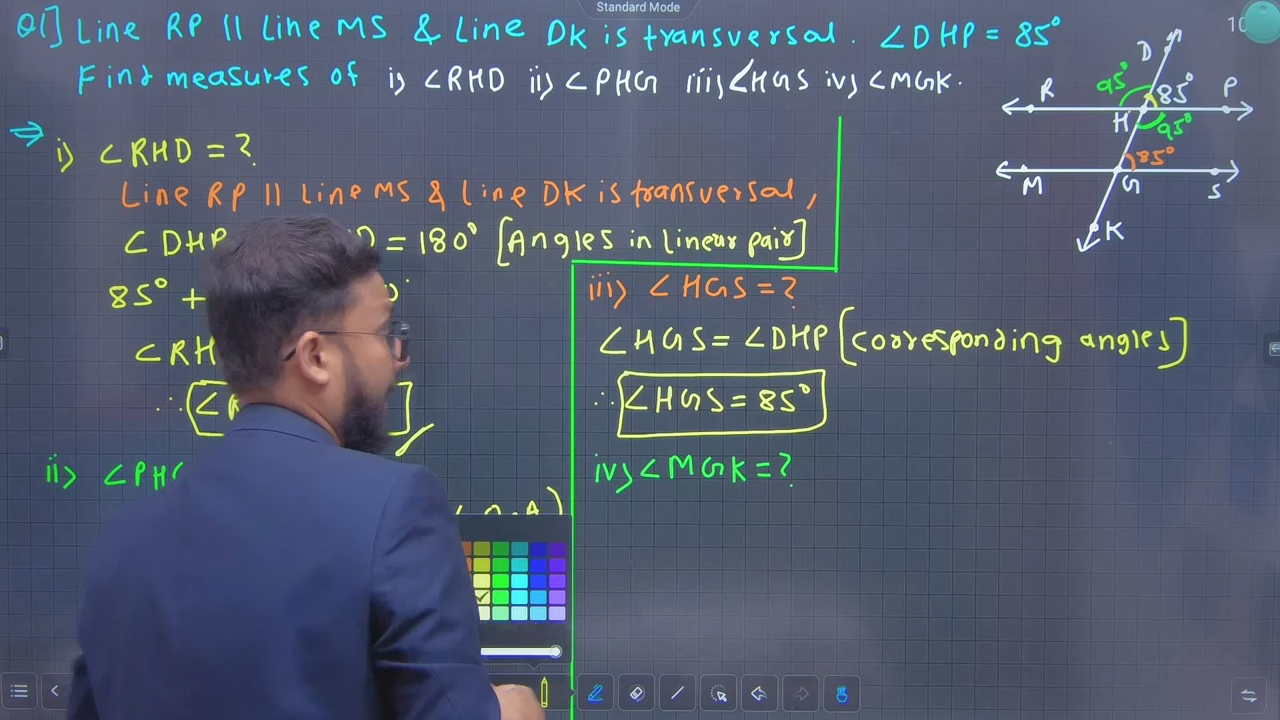 Standard Mode
Q1] Line RP || Line MS & Line DK is transversal. ∠DHP = 85°
Find measures of i) ∠RHD ii) ∠PHG iii) ∠HGS iv) ∠MGK.
10
D
95°
85°
R
P
H
95°
85°
M
G
S
K
⇒ i) ∠RHD = ?
Line RP || Line MS & Line DK is transversal,
∠DHP = 180° [Angles in linear pair]
85° +
∠RH
∴ ∠R
ii) ∠PHG
iii) ∠HGS = ?
∠HGS = ∠DHP [corresponding angles]
∴ ∠HGS = 85°
iv) ∠MGK = ?